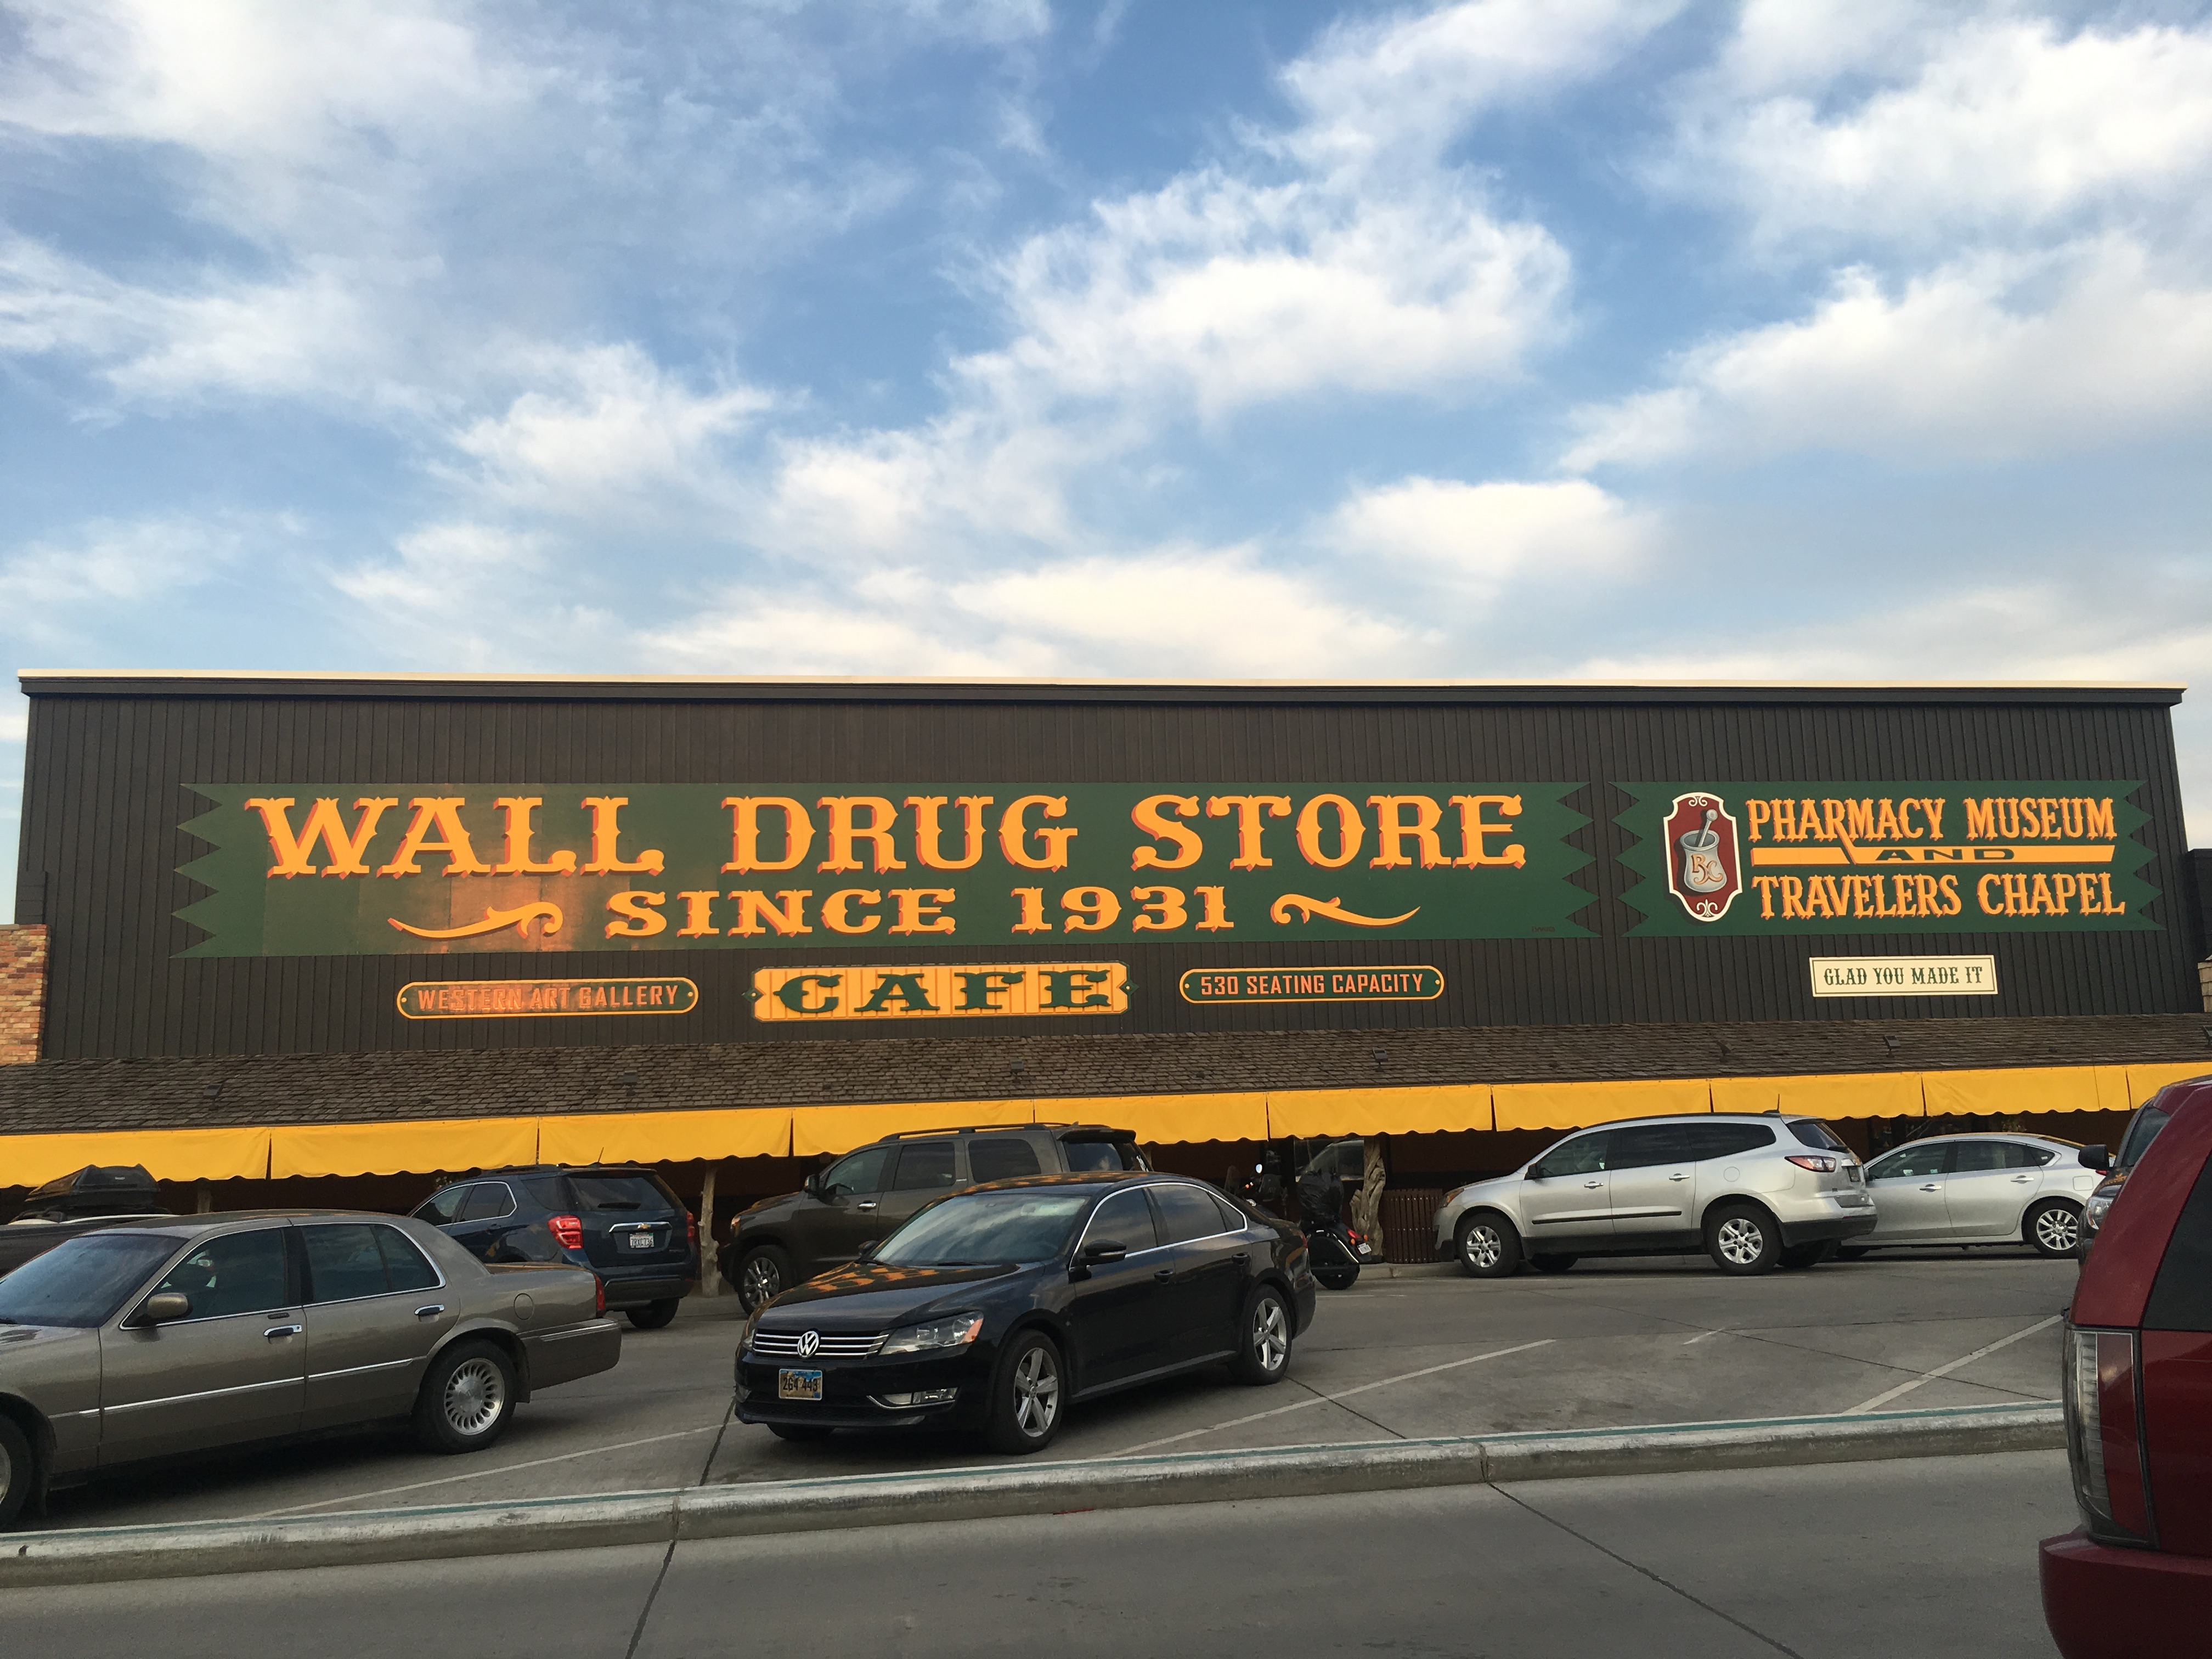 WALL DRUG STORE
SINCE 1931
PHARMACY MUSEUM
AND
TRAVELERS CHAPEL
WESTERN ART GALLERY
CAFE
530 SEATING CAPACITY
GLAD YOU MADE IT